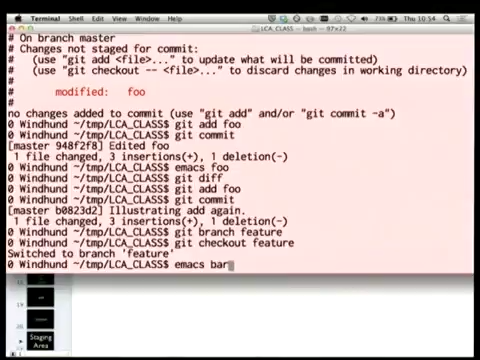 Terminal Shell Edit View Window Help 71% Thu 10:54
LCA_CLASS — bash — 97×22
# On branch master
# Changes not staged for commit:
#   (use "git add <file>..." to update what will be committed)
#   (use "git checkout -- <file>..." to discard changes in working directory)
#
#       modified:   foo
#
no changes added to commit (use "git add" and/or "git commit -a")
0 Windhund ~/tmp/LCA_CLASS$ git add foo
0 Windhund ~/tmp/LCA_CLASS$ git commit
[master 948f2f8] Edited foo
1 file changed, 3 insertions(+), 1 deletion(-)
0 Windhund ~/tmp/LCA_CLASS$ emacs foo
0 Windhund ~/tmp/LCA_CLASS$ git diff
0 Windhund ~/tmp/LCA_CLASS$ git add foo
0 Windhund ~/tmp/LCA_CLASS$ git commit
[master b0823d2] Illustrating add again.
1 file changed, 3 insertions(+), 1 deletion(-)
0 Windhund ~/tmp/LCA_CLASS$ git branch feature
0 Windhund ~/tmp/LCA_CLASS$ git checkout feature
Switched to branch 'feature'
0 Windhund ~/tmp/LCA_CLASS$ emacs bar
19
20
21
Staging
Area